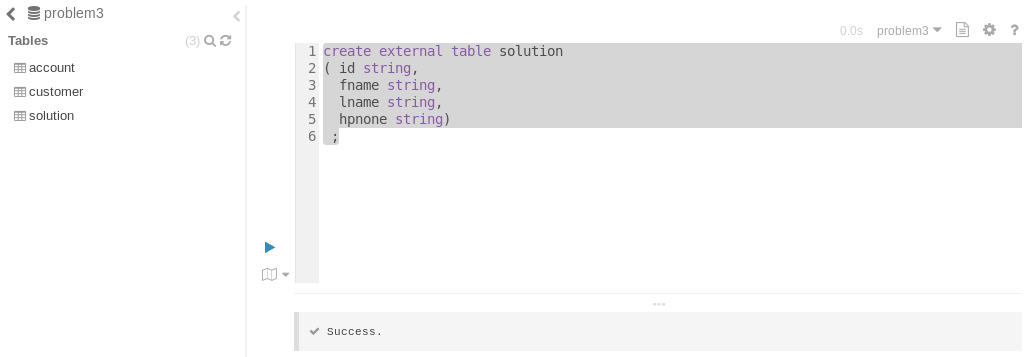 problem3
Tables (3)
account
customer
solution
0.0s problem3 ?
1 create external table solution
2 ( id string,
3 fname string,
4 lname string,
5 hpnone string)
6 ;
Success.